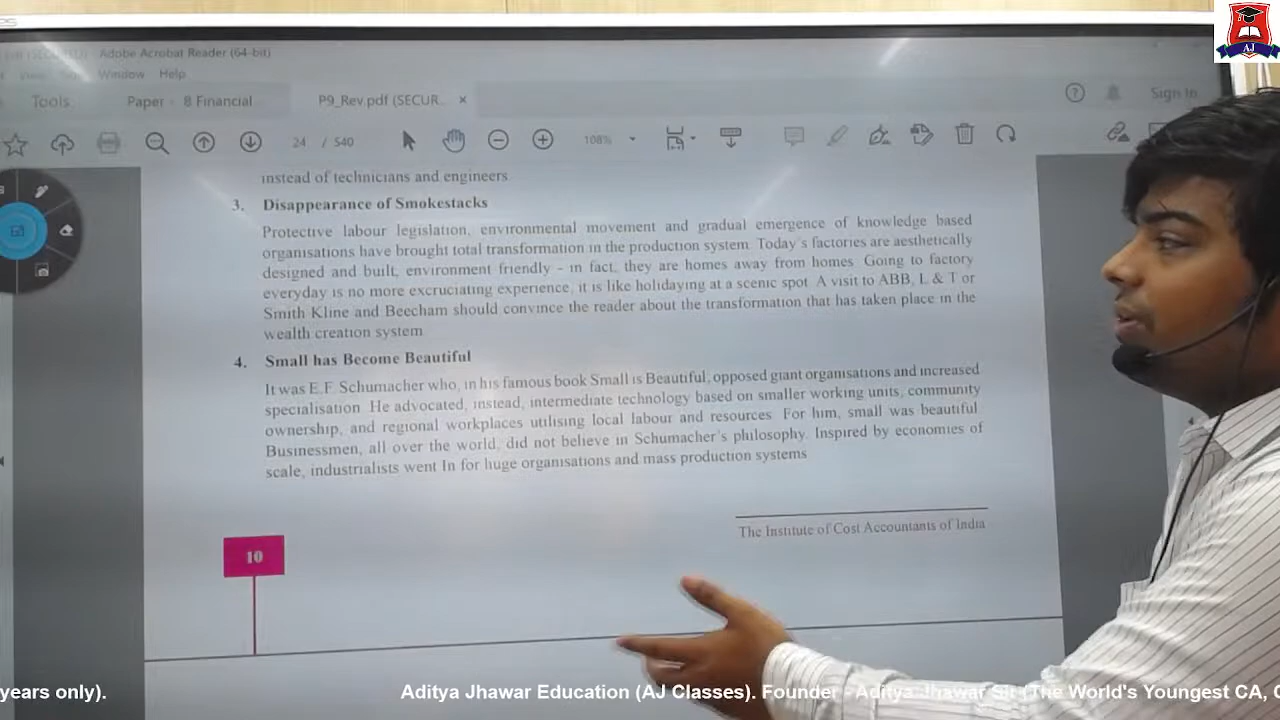 (SECU
Adobe Acrobat Reader (64-bit)
Window Help
Tools
Paper - 8 Financial
P9_Rev.pdf (SECUR... ×
Sign In
24 / 540
108%
instead of technicians and engineers
3. Disappearance of Smokestacks
Protective labour legislation, environmental movement and gradual emergence of knowledge based
organisations have brought total transformation in the production system. Today's factories are aesthetically
designed and built, environment friendly - in fact, they are homes away from homes. Going to factory
everyday is no more excruciating experience, it is like holidaying at a scenic spot. A visit to ABB, L & T or
Smith Kline and Beecham should convince the reader about the transformation that has taken place in the
wealth creation system
4. Small has Become Beautiful
It was E.F. Schumacher who, in his famous book Small is Beautiful, opposed giant organisations and increased
specialisation. He advocated, instead, intermediate technology based on smaller working units, community
ownership, and regional workplaces utilising local labour and resources. For him, small was beautiful
Businessmen, all over the world, did not believe in Schumacher's philosophy. Inspired by economies of
scale, industrialists went In for huge organisations and mass production systems
The Institute of Cost Accountants of India
10
AJ
years only). Aditya Jhawar Education (AJ Classes). Founder - Aditya Jhawar Sir (The World's Youngest CA, C